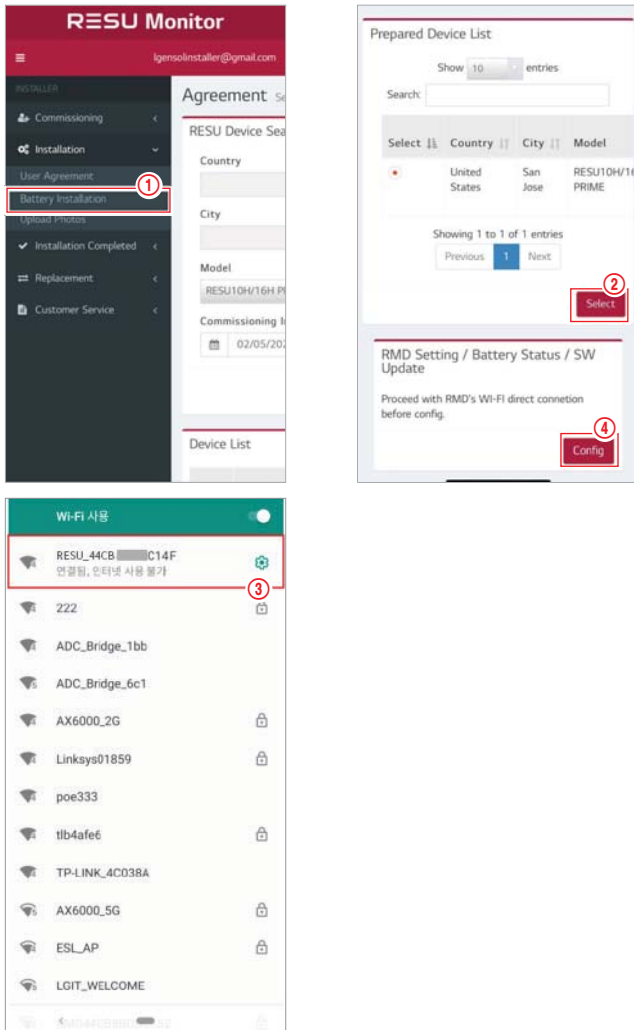 RESU Monitor
lgensolinstaller@gmail.com
INSTALLER
Commissioning
Installation
User Agreement
①
Battery Installation
Upload Photos
Installation Completed
Replacement
Customer Service
Agreement
RESU Device Sea
Country
City
Model
RESU10H/16H P
Commissioning I
02/05/202
Device List
Prepared Device List
Show 10 entries
Search:
Select Country City Model
United States San Jose RESU10H/16 PRIME
Showing 1 to 1 of 1 entries
Previous 1 Next
②
Select
RMD Setting / Battery Status / SW
Update
Proceed with RMD's WI-FI direct connetion
before config.
④
Config
Wi-Fi 사용
RESU_44CB C14F
연결됨, 인터넷 사용 불가
③
222
ADC_Bridge_1bb
ADC_Bridge_6c1
AX6000_2G
Linksys01859
poe333
tlb4afe6
TP-LINK_4C038A
AX6000_5G
ESL_AP
LGIT_WELCOME